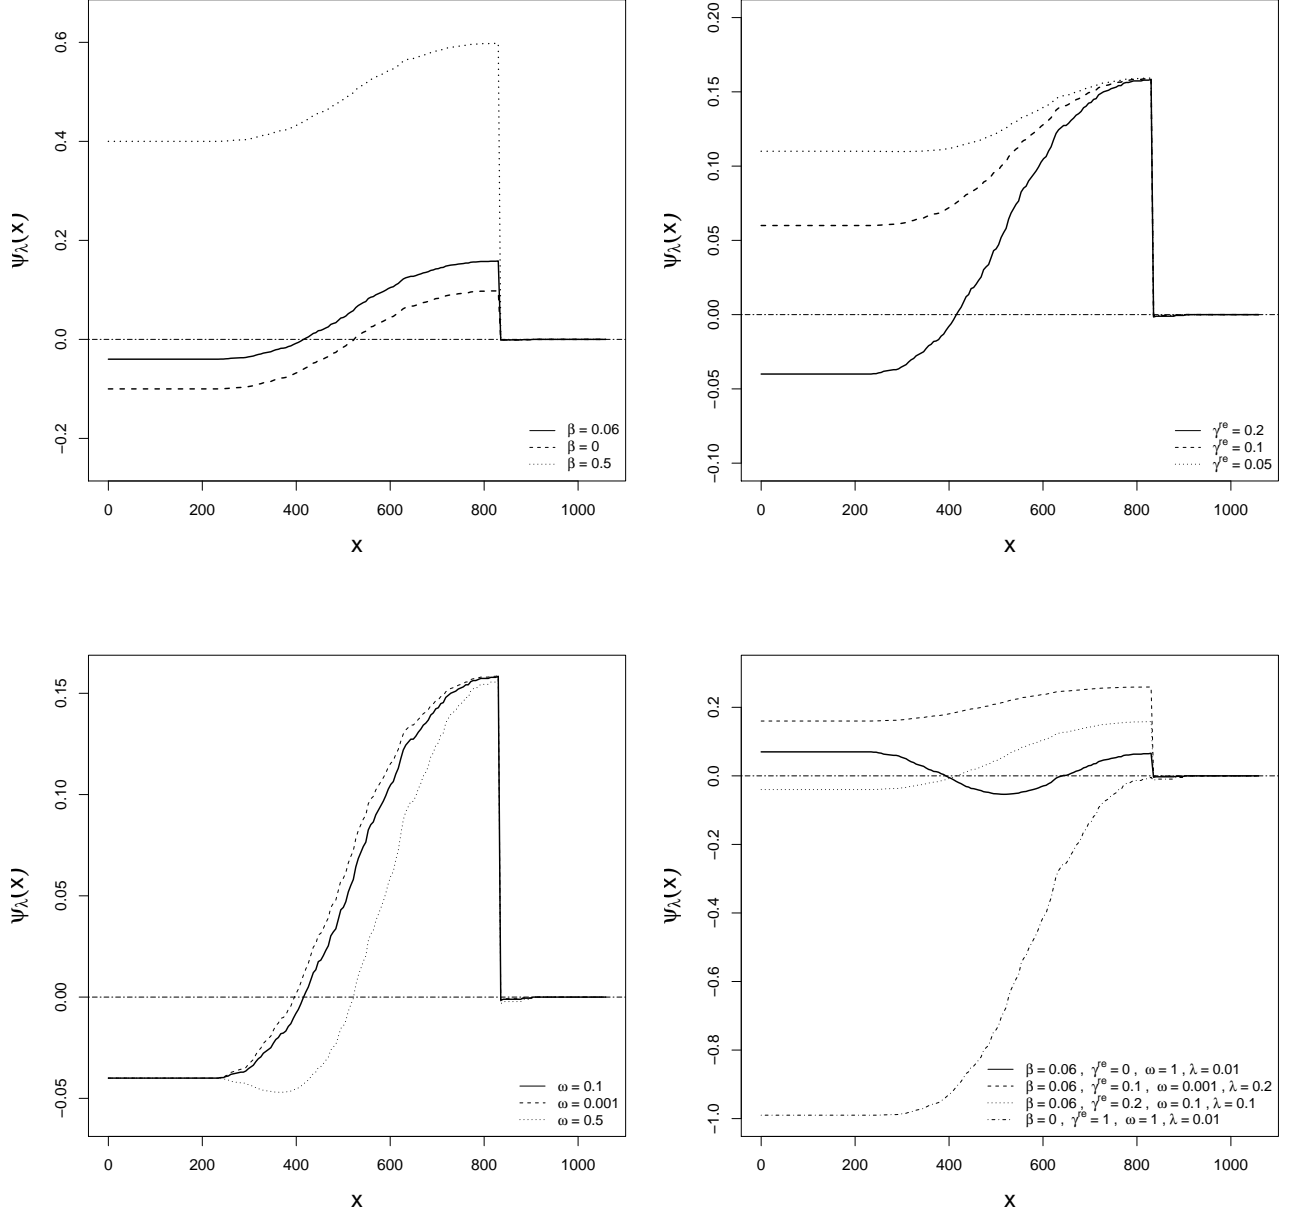 0.6
0.4
0.2
0.0
−0.2
ψλ(x)
0 200 400 600 800 1000
x
β = 0.06
β = 0
β = 0.5
0.20
0.15
0.10
0.05
0.00
−0.05
−0.10
ψλ(x)
0 200 400 600 800 1000
x
γre = 0.2
γre = 0.1
γre = 0.05
0.15
0.10
0.05
0.00
−0.05
ψλ(x)
0 200 400 600 800 1000
x
ω = 0.1
ω = 0.001
ω = 0.5
0.2
0.0
−0.2
−0.4
−0.6
−0.8
−1.0
ψλ(x)
0 200 400 600 800 1000
x
β = 0.06 , γre = 0 , ω = 1 , λ = 0.01
β = 0.06 , γre = 0.1 , ω = 0.001 , λ = 0.2
β = 0.06 , γre = 0.2 , ω = 0.1 , λ = 0.1
β = 0 , γre = 1 , ω = 1 , λ = 0.01